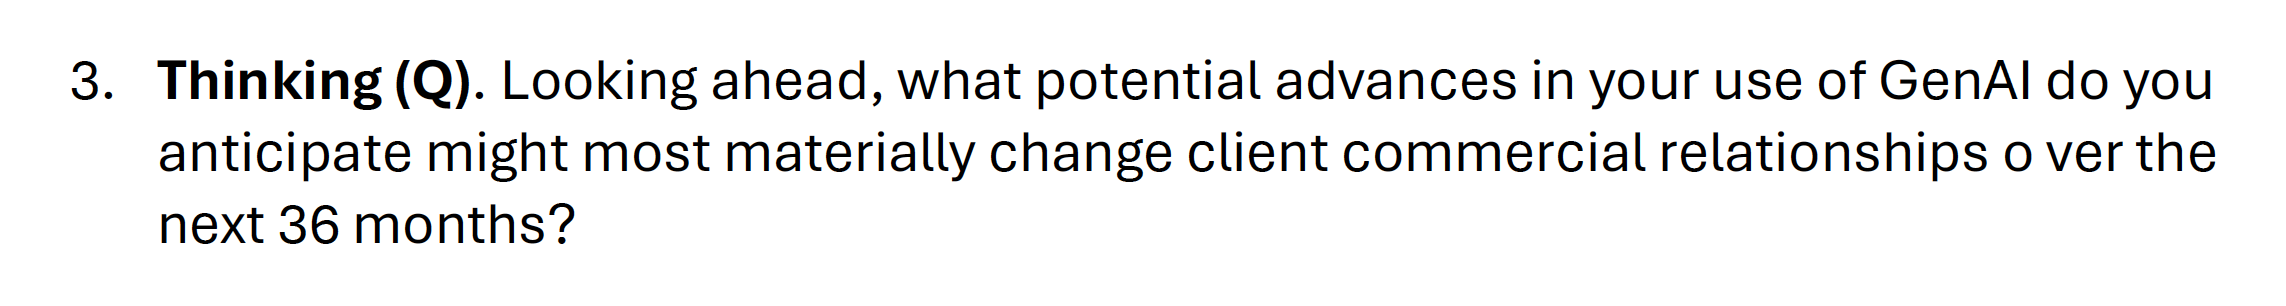 3. Thinking (Q). Looking ahead, what potential advances in your use of GenAI do you
anticipate might most materially change client commercial relationships o ver the
next 36 months?